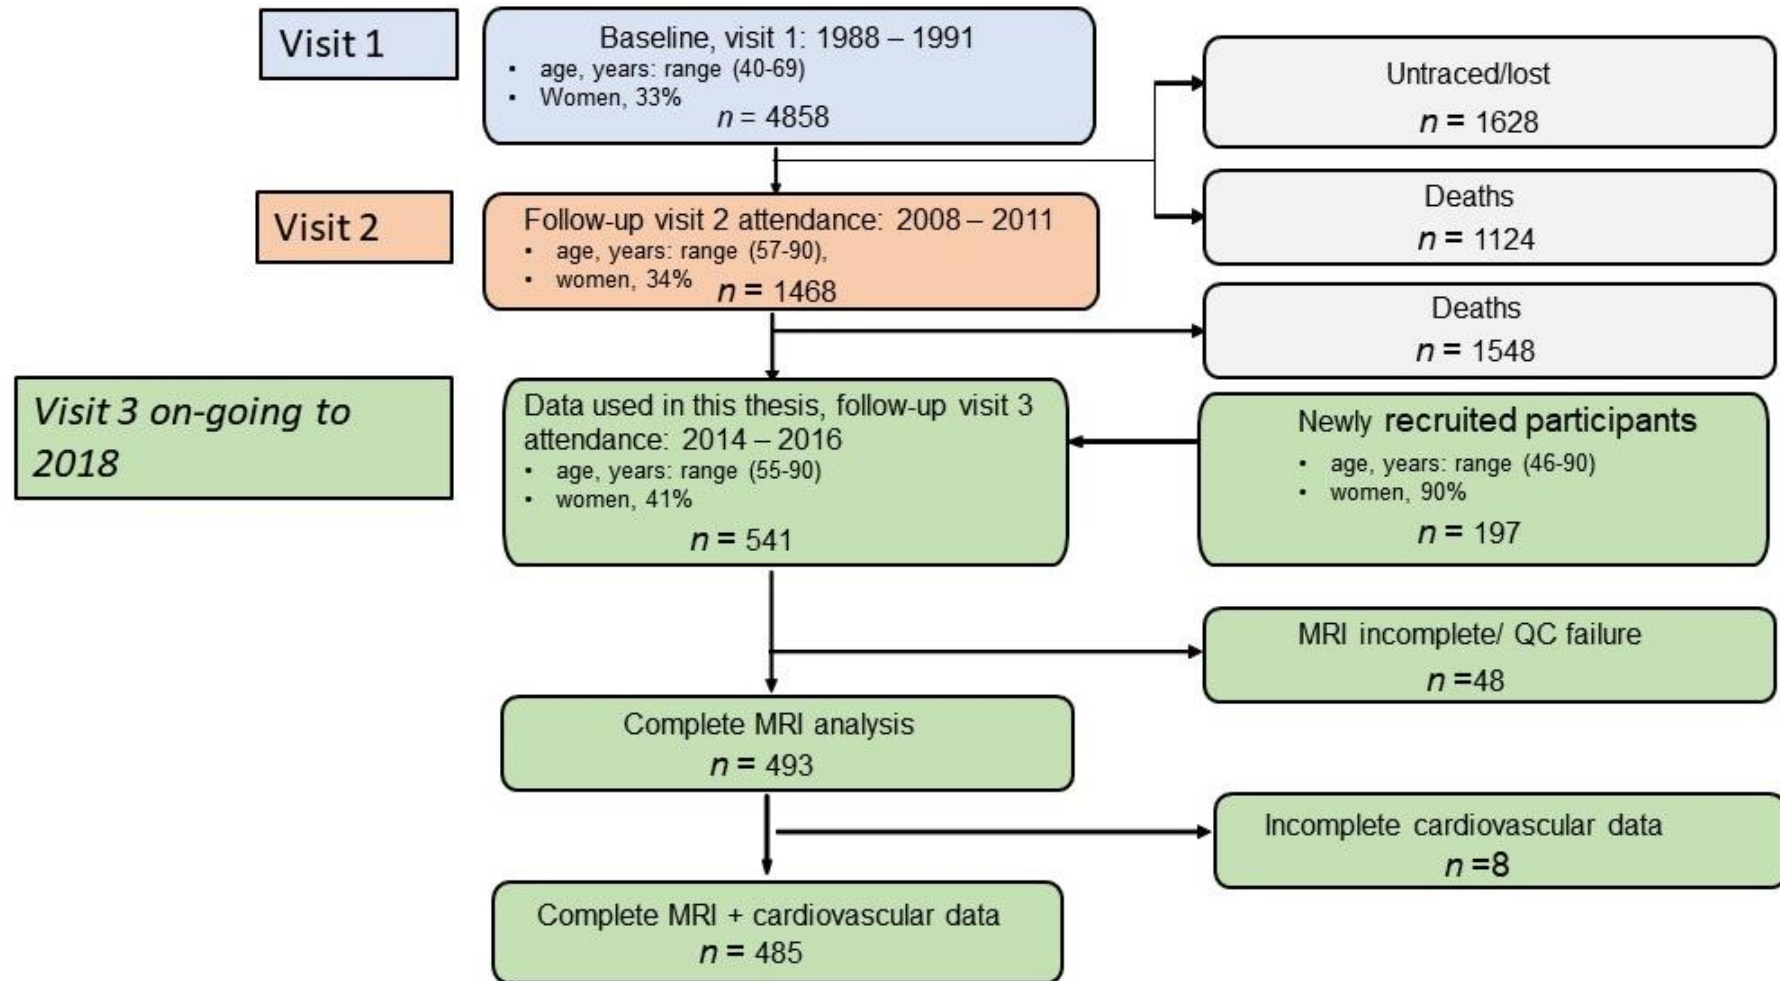 Visit 1
Baseline, visit 1: 1988 – 1991
• age, years: range (40-69)
• Women, 33%
n = 4858
Untraced/lost
n = 1628
Deaths
n = 1124
Visit 2
Follow-up visit 2 attendance: 2008 – 2011
• age, years: range (57-90),
• women, 34%
n = 1468
Deaths
n = 1548
Visit 3 on-going to
2018
Data used in this thesis, follow-up visit 3
attendance: 2014 – 2016
• age, years: range (55-90)
• women, 41%
n = 541
Newly recruited participants
• age, years: range (46-90)
• women, 90%
n = 197
MRI incomplete/ QC failure
n =48
Complete MRI analysis
n = 493
Incomplete cardiovascular data
n =8
Complete MRI + cardiovascular data
n = 485